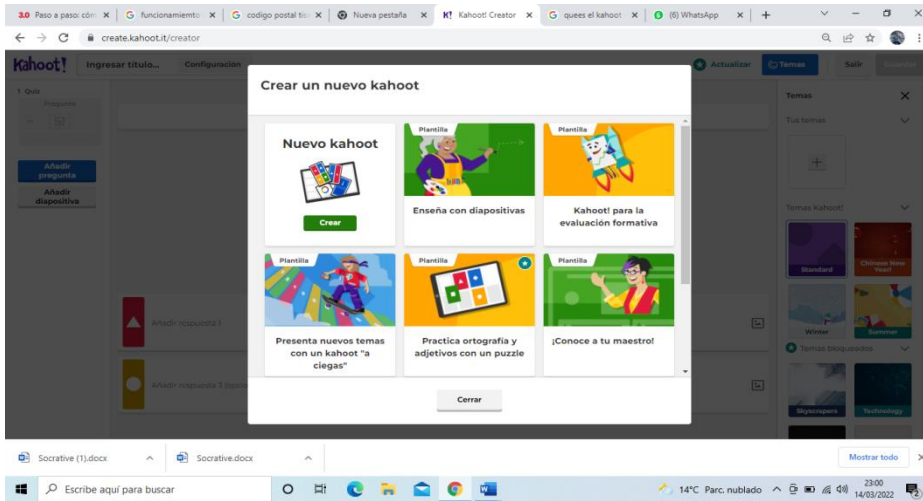 3.0 Paso a paso: cóm
funcionamiento
codigo postal tis
Nueva pestaña
Kahoot! Creator
quees el kahoot
(6) WhatsApp
create.kahoot.it/creator
Kahoot!
Ingresar título...
Configuración
Actualizar
Temas
Salir
Guardar
1 Quiz
Pregunta
Añadir
pregunta
Añadir
diapositiva
Crear un nuevo kahoot
Nuevo kahoot
Crear
Plantilla
Enseña con diapositivas
Plantilla
Kahoot! para la
evaluación formativa
Plantilla
Presenta nuevos temas
con un kahoot "a
ciegas"
Plantilla
Practica ortografía y
adjetivos con un puzzle
Plantilla
¡Conoce a tu maestro!
Cerrar
Añadir respuesta 1
Añadir respuesta 3 (opcio
Temas
Tus temas
Temas Kahoot!
Standard
Chinese New
Year!
Winter
Summer
Temas bloqueados
Skyscrapers
Technology
Socrative (1).docx
Socrative.docx
Mostrar todo
Escribe aquí para buscar
14°C Parc. nublado
23:00
14/03/2022